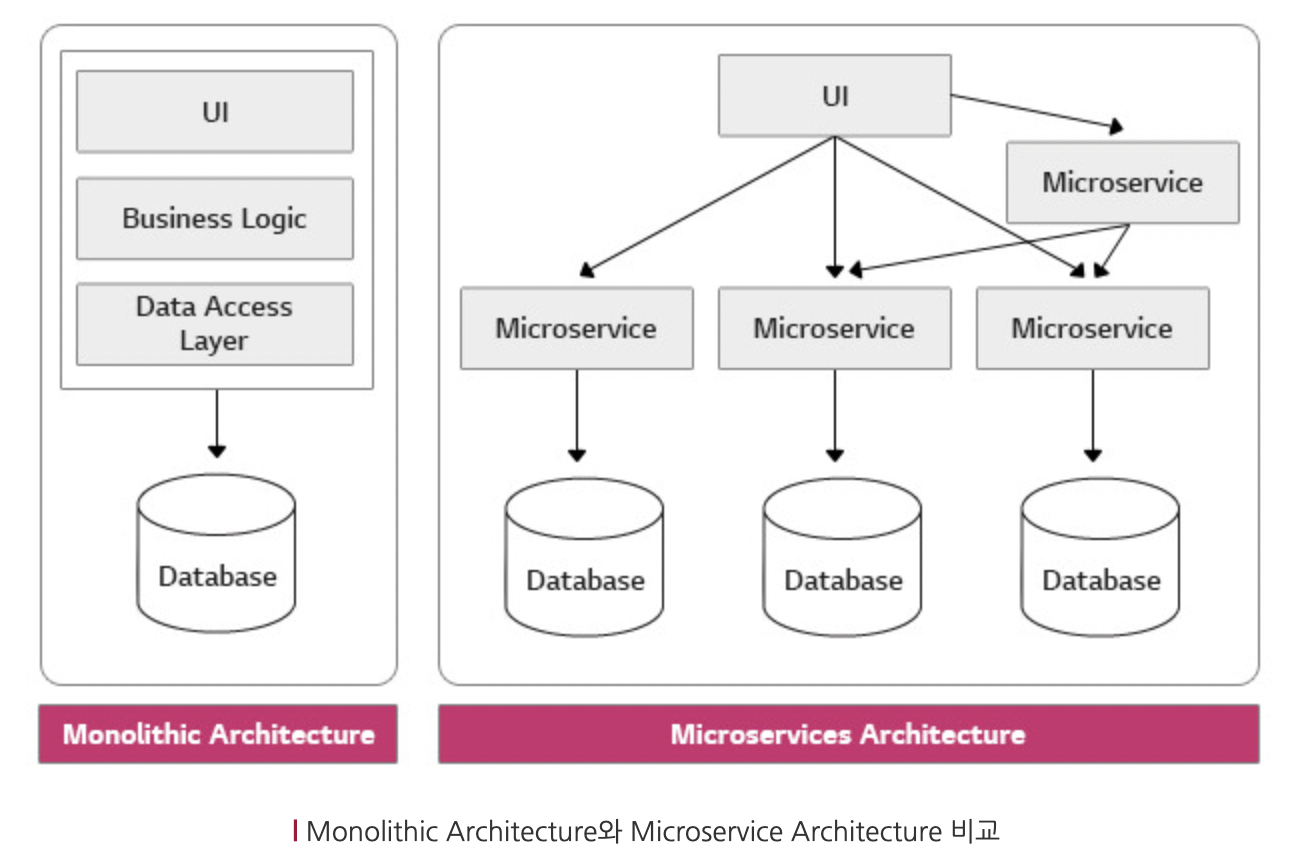 UI
Business Logic
Data Access
Layer
Database
Monolithic Architecture
UI
Microservice
Microservice
Microservice
Microservice
Database
Database
Database
Microservices Architecture
Monolithic Architecture와 Microservice Architecture 비교